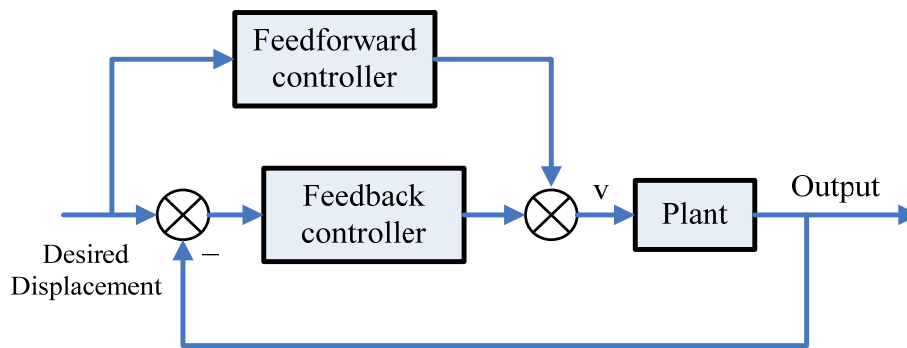 Feedforward
controller
Feedback
controller
v
Plant
Output
Desired
Displacement
–